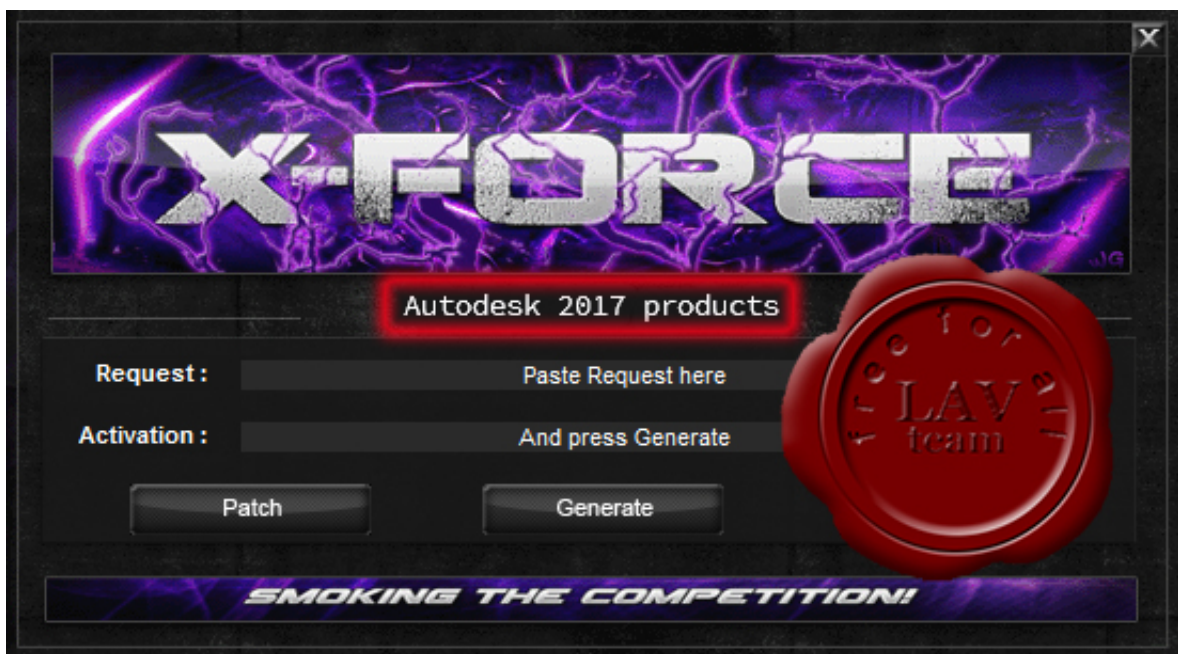 X
X-FORCE
JG
Autodesk 2017 products
free for all
LAV
team
Request :
Paste Request here
Activation :
And press Generate
Patch
Generate
SMOKING THE COMPETITION!